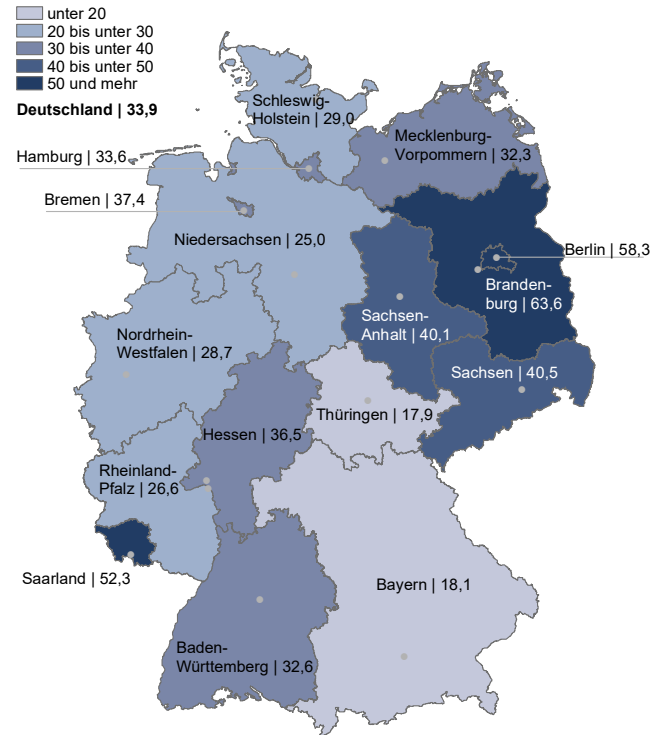 unter 20
20 bis unter 30
30 bis unter 40
40 bis unter 50
50 und mehr
Deutschland | 33,9
Schleswig-
Holstein | 29,0
Mecklenburg-
Vorpommern | 32,3
Hamburg | 33,6
Bremen | 37,4
Niedersachsen | 25,0
Berlin | 58,3
Branden-
burg | 63,6
Sachsen-
Anhalt | 40,1
Nordrhein-
Westfalen | 28,7
Sachsen | 40,5
Thüringen | 17,9
Hessen | 36,5
Rheinland-
Pfalz | 26,6
Saarland | 52,3
Bayern | 18,1
Baden-
Württemberg | 32,6